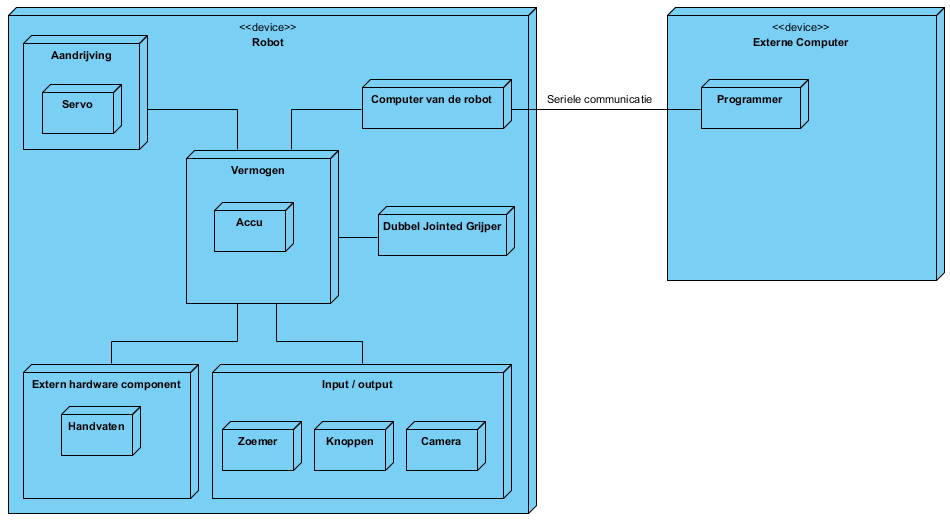 <<device>>
Robot
Aandrijving
Servo
Computer van de robot
Vermogen
Accu
Dubbel Jointed Grijper
Extern hardware component
Handvaten
Input / output
Zoemer
Knoppen
Camera
Seriele communicatie
<<device>>
Externe Computer
Programmer